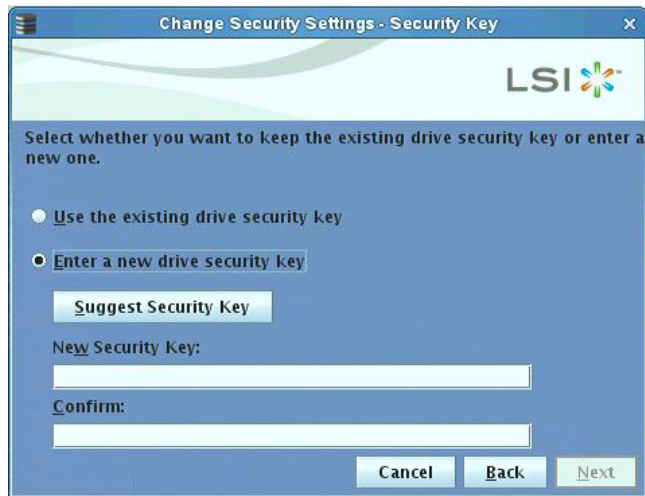 Change Security Settings - Security Key
LSI
Select whether you want to keep the existing drive security key or enter a
new one.
Use the existing drive security key
Enter a new drive security key
Suggest Security Key
New Security Key:
Confirm:
Cancel Back Next